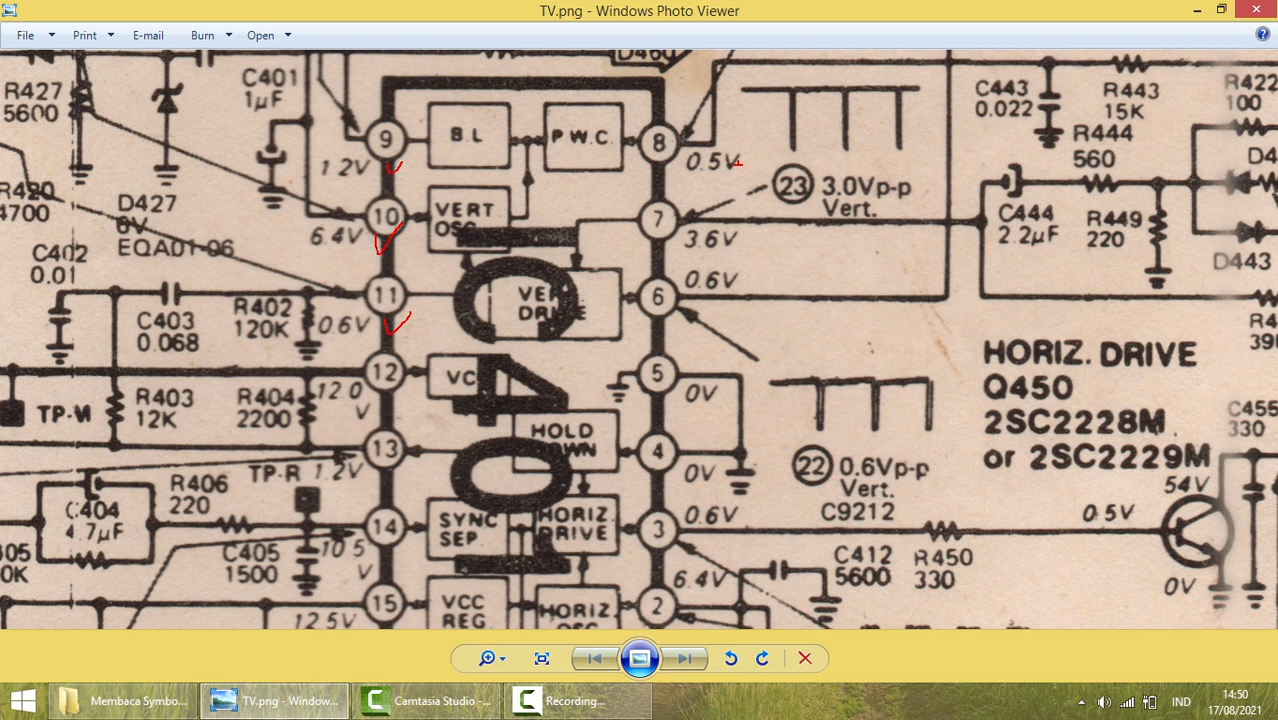 TV.png - Windows Photo Viewer
File
Print
E-mail
Burn
Open
R427
5600
C401
1µF
D460
B.L
P.W.C.
9
8
1 2V
0.5V
C443
0.022
R443
15K
R444
560
R422
100
R420
4700
D427
6V
EQA01-06
6.4V
10
VERT
OSC
7
3.6V
23 3.0Vp-p
Vert.
C444
2.2µF
R449
220
D443
C402
0.01
C403
0.068
R402
120K
0.6V
11
VERT
DRIVE
6
0.6V
HORIZ. DRIVE
Q450
2SC2228M
or 2SC2229M
TP-M
R403
12K
R404
2200
12 0
V
12
VC
5
0V
HOLD
DOWN
4
0V
13
TP-R
1.2V
22 0.6Vp-p
Vert.
C9212
C455
330
54V
C404
4.7µF
R406
220
C405
1500
10 5
V
14
SYNC
SEP.
HORIZ
DRIVE
3
0.6V
0.5V
C412
5600
R450
330
0V
12 5V
15
VCC
REG.
HORIZ.
OSC
2
6.4V
IC401
Membaca Symbo...
TV.png - Window...
Camtasia Studio -...
Recording...
IND
14:50
17/08/2021